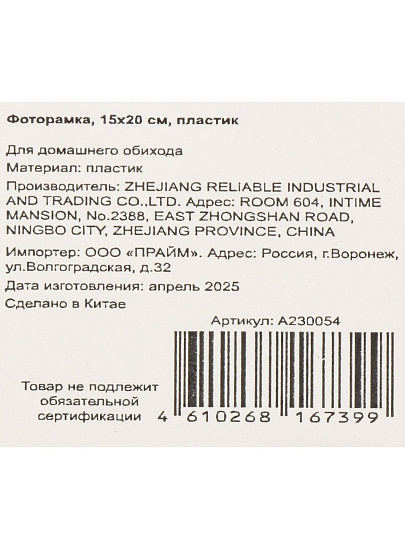 Фоторамка, 15х20 см, пластик
Для домашнего обихода
Материал: пластик
Производитель: ZHEJIANG RELIABLE INDUSTRIAL
AND TRADING CO.,LTD. Адрес: ROOM 604, INTIME
MANSION, No.2388, EAST ZHONGSHAN ROAD,
NINGBO CITY, ZHEJIANG PROVINCE, CHINA
Импортер: ООО «ПРАЙМ». Адрес: Россия, г.Воронеж,
ул.Волгоградская, д.32
Дата изготовления: апрель 2025
Сделано в Китае
Артикул: A230054
Товар не подлежит
обязательной
сертификации
4 610268 167399